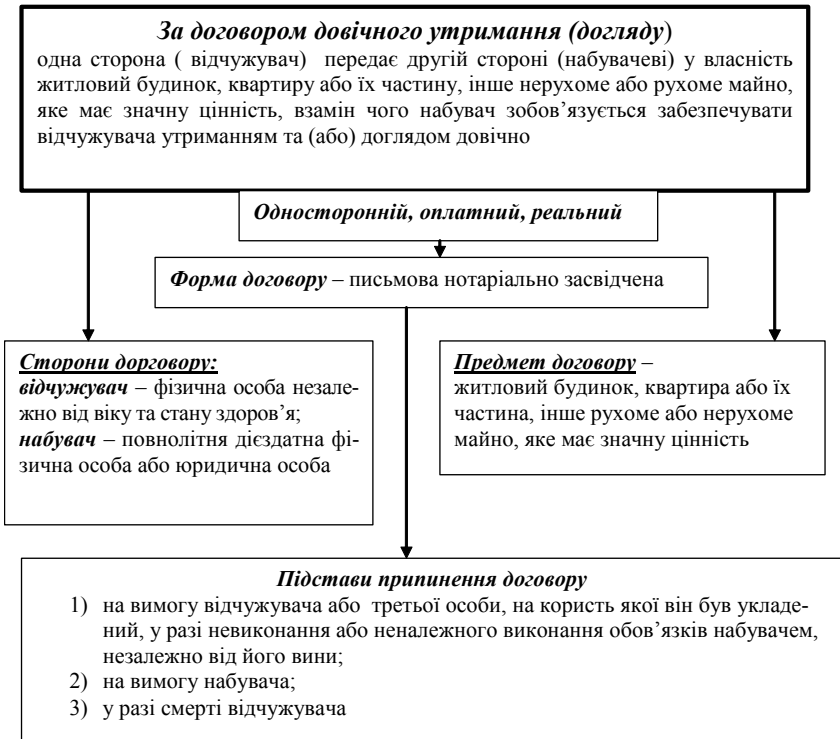 За договором довічного утримання (догляду)
одна сторона ( відчужувач) передає другій стороні (набувачеві) у власність
житловий будинок, квартиру або їх частину, інше нерухоме або рухоме майно,
яке має значну цінність, взамін чого набувач зобов’язується забезпечувати
відчужувача утриманням та (або) доглядом довічно
Односторонній, оплатний, реальний
Форма договору – письмова нотаріально засвідчена
Сторони дорговору:
відчужувач – фізична особа незале-
жно від віку та стану здоров’я;
набувач – повнолітня дієздатна фі-
зична особа або юридична особа
Предмет договору –
житловий будинок, квартира або їх
частина, інше рухоме або нерухоме
майно, яке має значну цінність
Підстави припинення договору
1) на вимогу відчужувача або третьої особи, на користь якої він був укладе-
ний, у разі невиконання або неналежного виконання обов’язків набувачем,
незалежно від його вини;
2) на вимогу набувача;
3) у разі смерті відчужувача